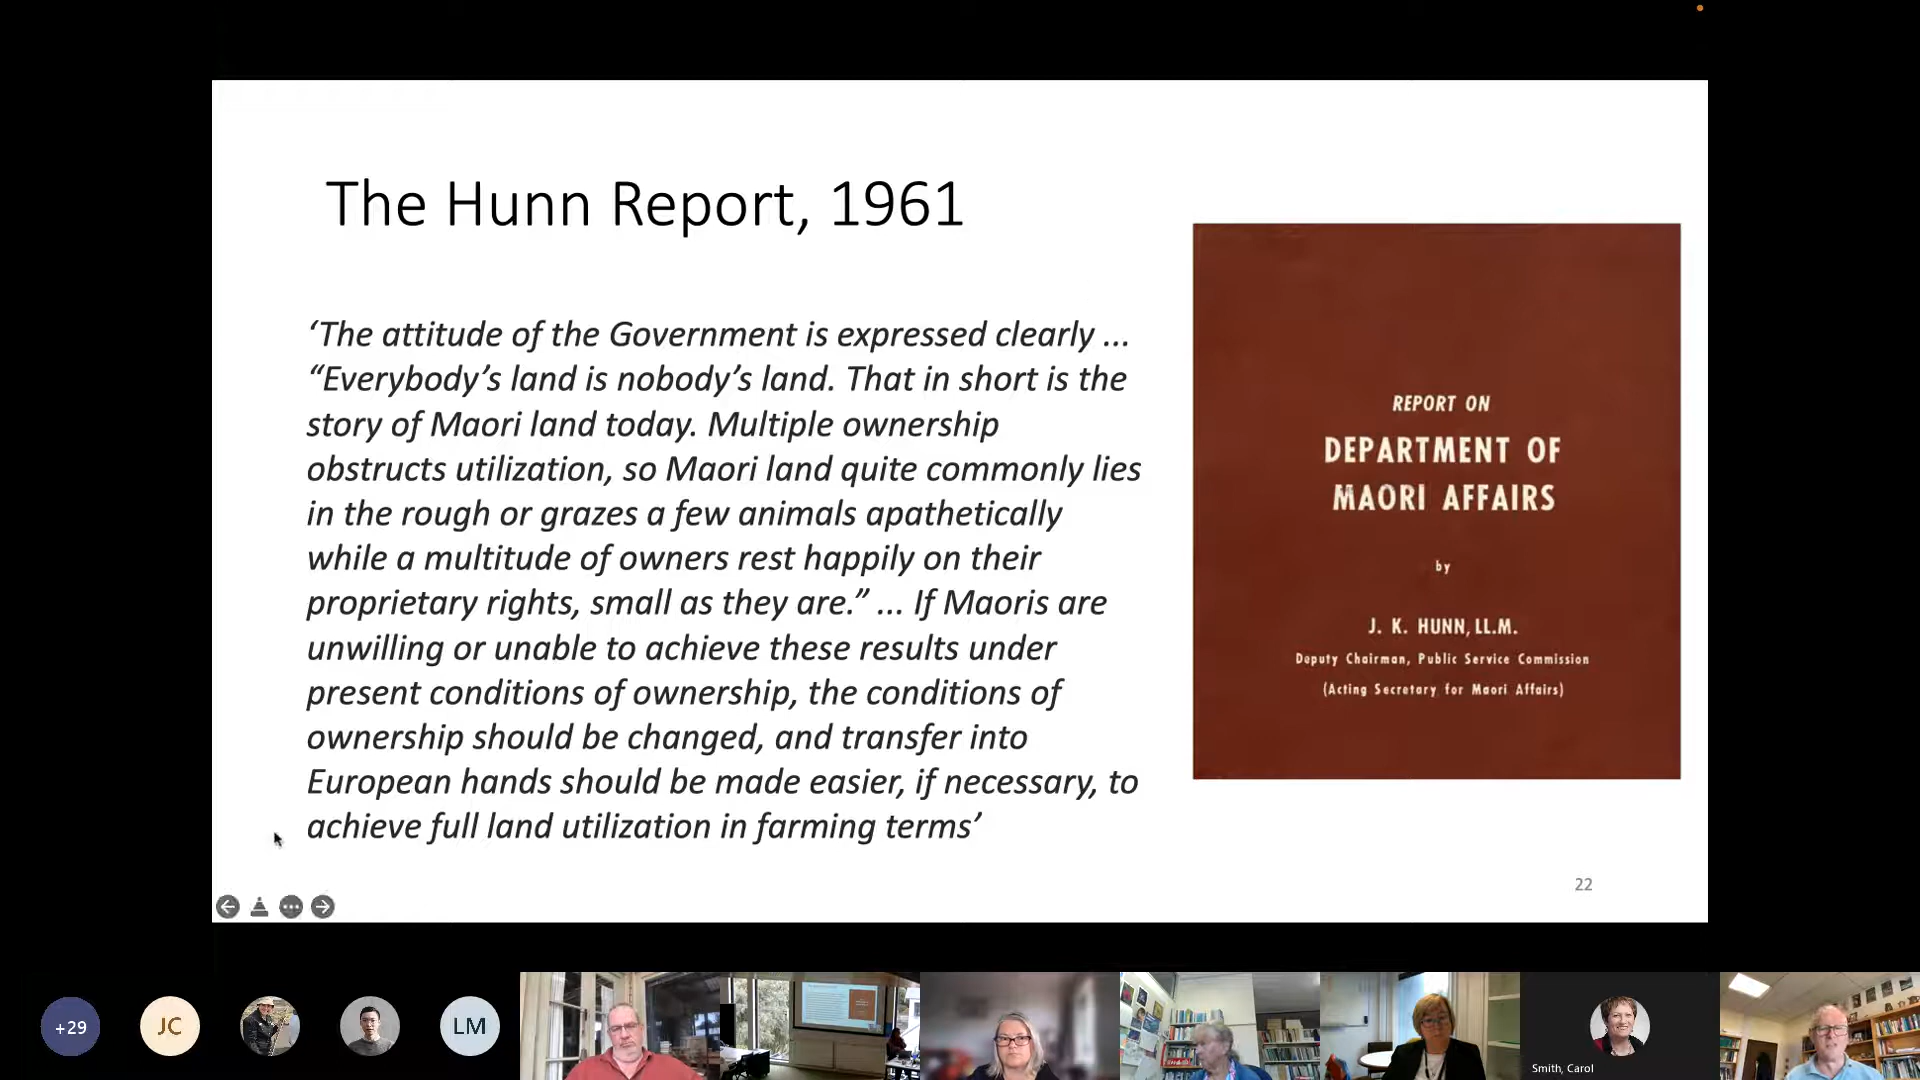 The Hunn Report, 1961
‘The attitude of the Government is expressed clearly ...
“Everybody’s land is nobody’s land. That in short is the
story of Maori land today. Multiple ownership
obstructs utilization, so Maori land quite commonly lies
in the rough or grazes a few animals apathetically
while a multitude of owners rest happily on their
proprietary rights, small as they are.” ... If Maoris are
unwilling or unable to achieve these results under
present conditions of ownership, the conditions of
ownership should be changed, and transfer into
European hands should be made easier, if necessary, to
achieve full land utilization in farming terms’
REPORT ON
DEPARTMENT OF
MAORI AFFAIRS
by
J. K. HUNN, LL.M.
Deputy Chairman, Public Service Commission
(Acting Secretary for Maori Affairs)
22
+29
JC
LM
Smith, Carol